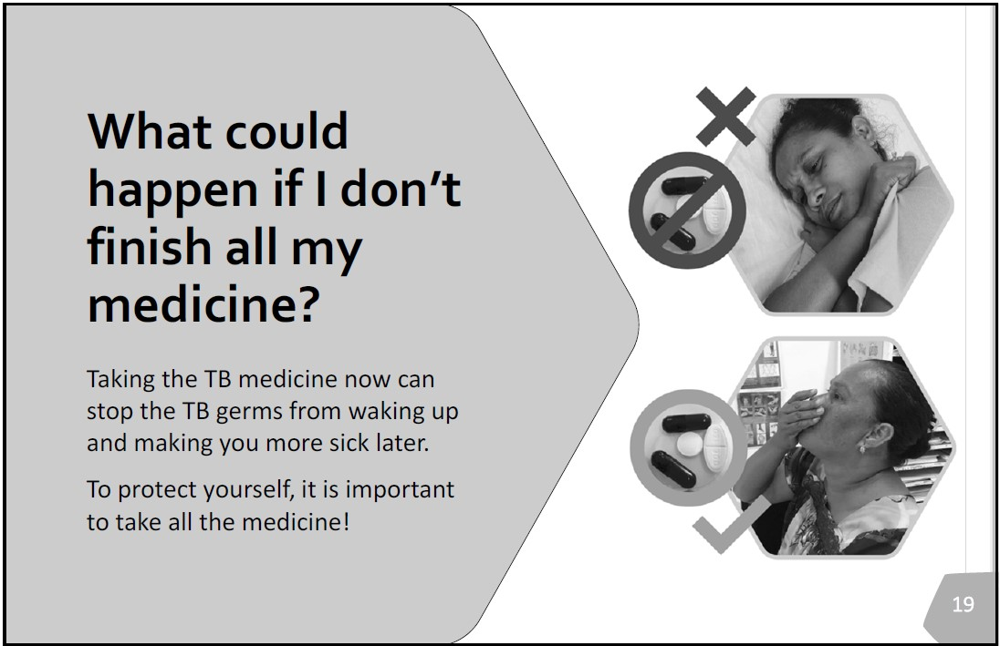 What could
happen if I don’t
finish all my
medicine?
Taking the TB medicine now can
stop the TB germs from waking up
and making you more sick later.
To protect yourself, it is important
to take all the medicine!
19